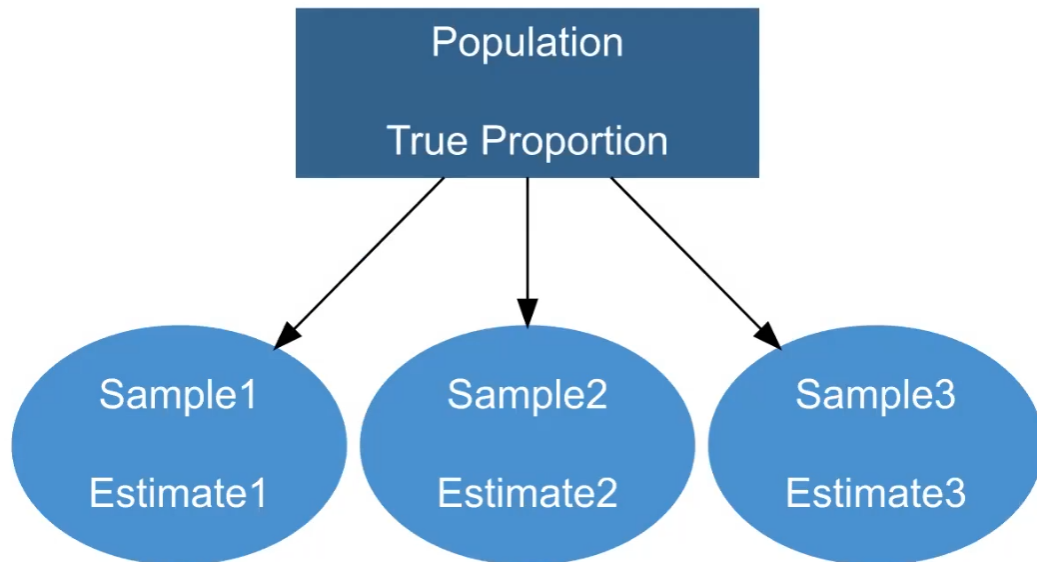 Population
True Proportion
Sample1
Estimate1
Sample2
Estimate2
Sample3
Estimate3